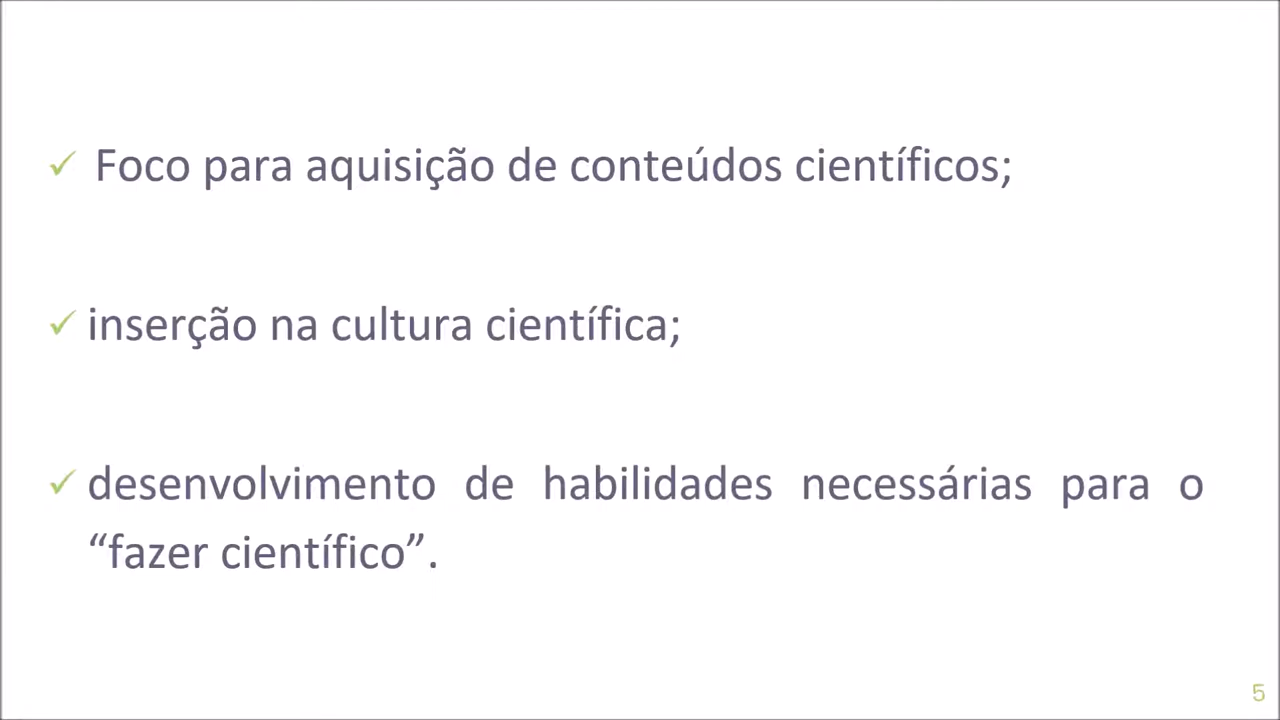 ✓ Foco para aquisição de conteúdos científicos;
✓ inserção na cultura científica;
✓ desenvolvimento de habilidades necessárias para o
“fazer científico”.
5